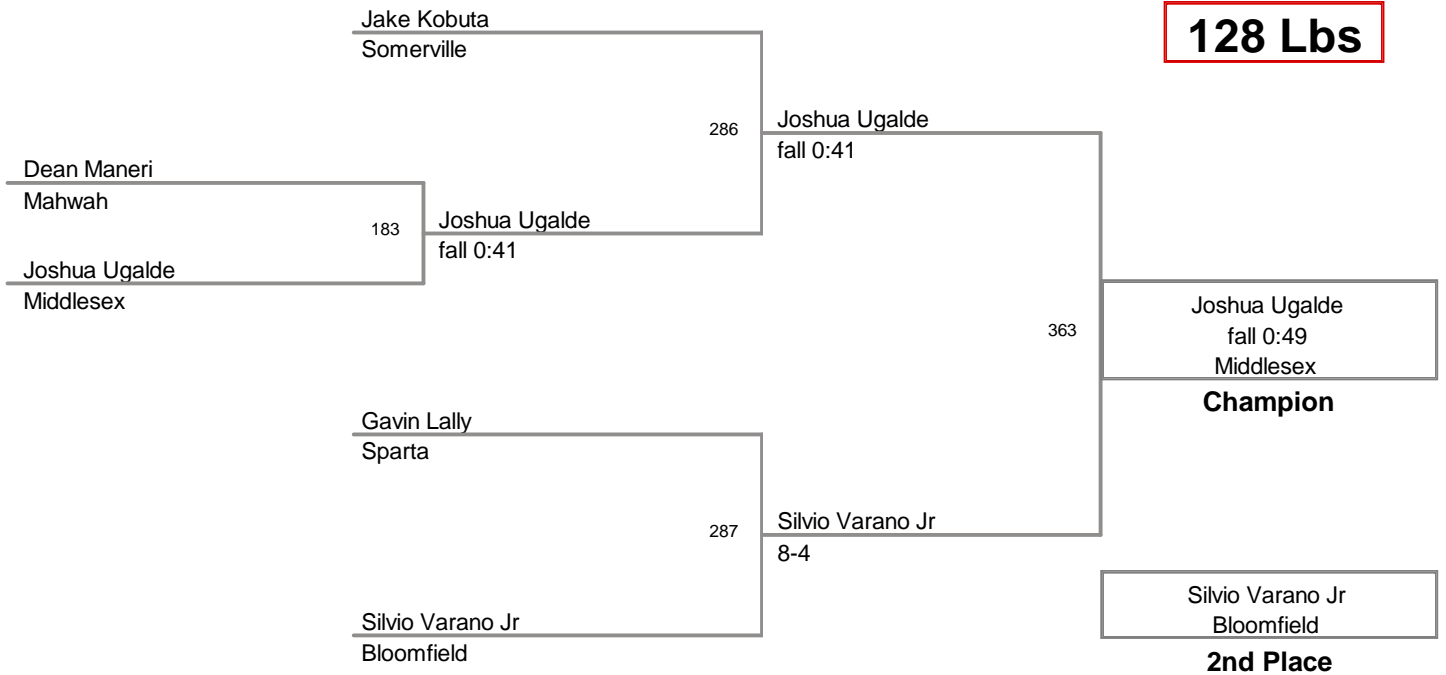 Jake Kobuta
Somerville
128 Lbs
286
Joshua Ugalde
fall 0:41
Dean Maneri
Mahwah
183
Joshua Ugalde
fall 0:41
Joshua Ugalde
Middlesex
363
Joshua Ugalde
fall 0:49
Middlesex
Champion
Gavin Lally
Sparta
287
Silvio Varano Jr
8-4
Silvio Varano Jr
Bloomfield
Silvio Varano Jr
Bloomfield
2nd Place